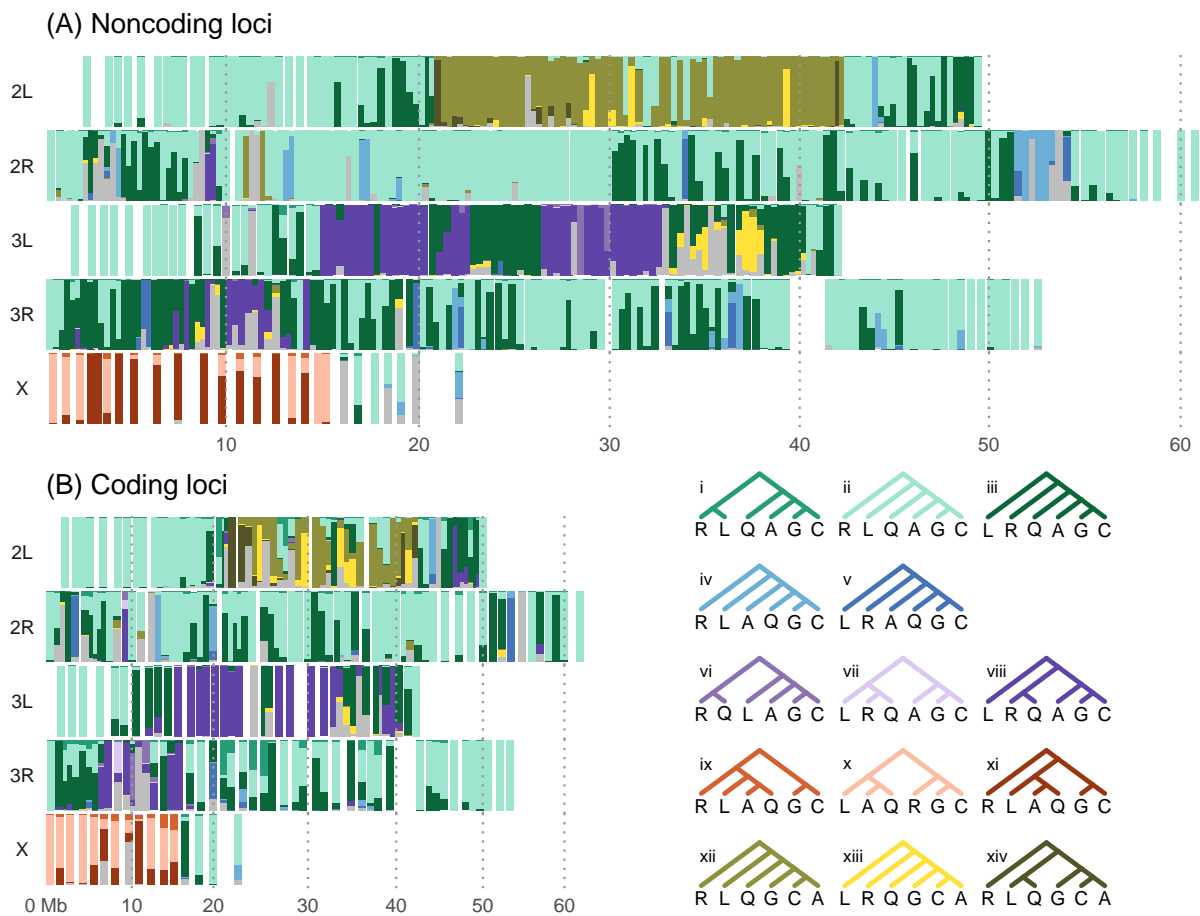 (A) Noncoding loci
2L
2R
3L
3R
X
10 20 30 40 50 60
(B) Coding loci
2L
2R
3L
3R
X
0 Mb 10 20 30 40 50 60
i ii iii
R L Q A G C R L Q A G C L R Q A G C
iv v
R L A Q G C L R A Q G C
vi vii viii
R Q L A G C L R Q A G C L R Q A G C
ix x xi
R L A Q G C L A Q R G C R L A Q G C
xii xiii xiv
R L Q G C A L R Q G C A R L Q G C A